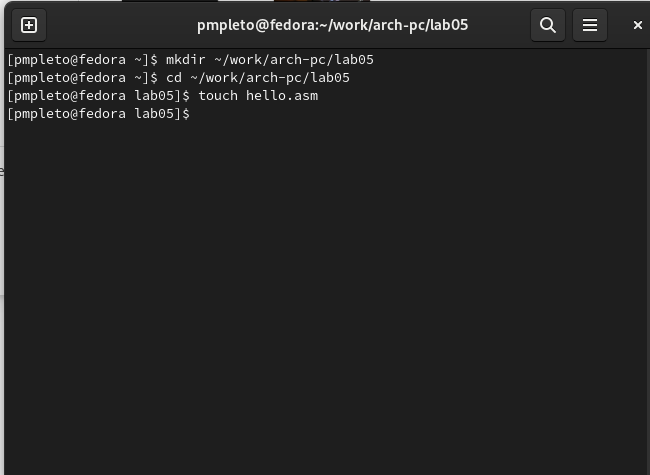 pmpleto@fedora:~/work/arch-pc/lab05
[pmpleto@fedora ~]$ mkdir ~/work/arch-pc/lab05
[pmpleto@fedora ~]$ cd ~/work/arch-pc/lab05
[pmpleto@fedora lab05]$ touch hello.asm
[pmpleto@fedora lab05]$